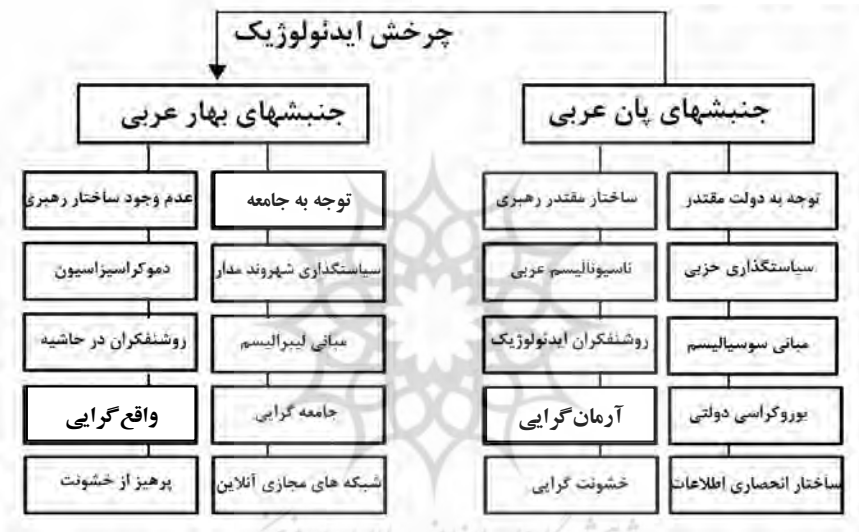 چرخش ایدئولوژیک
جنبشهای پان عربی
توجه به دولت مقتدر
سیاستگذاری حزبی
مبانی سوسیالیسم
بوروکراسی دولتی
ساختار انحصاری اطلاعات
ساختار مقتدر رهبری
ناسیونالیسم عربی
روشنفکران ایدئولوژیک
آرمان‌گرایی
خشونت گرایی
جنبشهای بهار عربی
توجه به جامعه
سیاستگذاری شهروند مدار
مبانی لیبرالیسم
جامعه گرایی
شبکه های مجازی آنلاین
عدم وجود ساختار رهبری
دموکراسیزاسیون
روشنفکران در حاشیه
واقع‌گرایی
پرهیز از خشونت